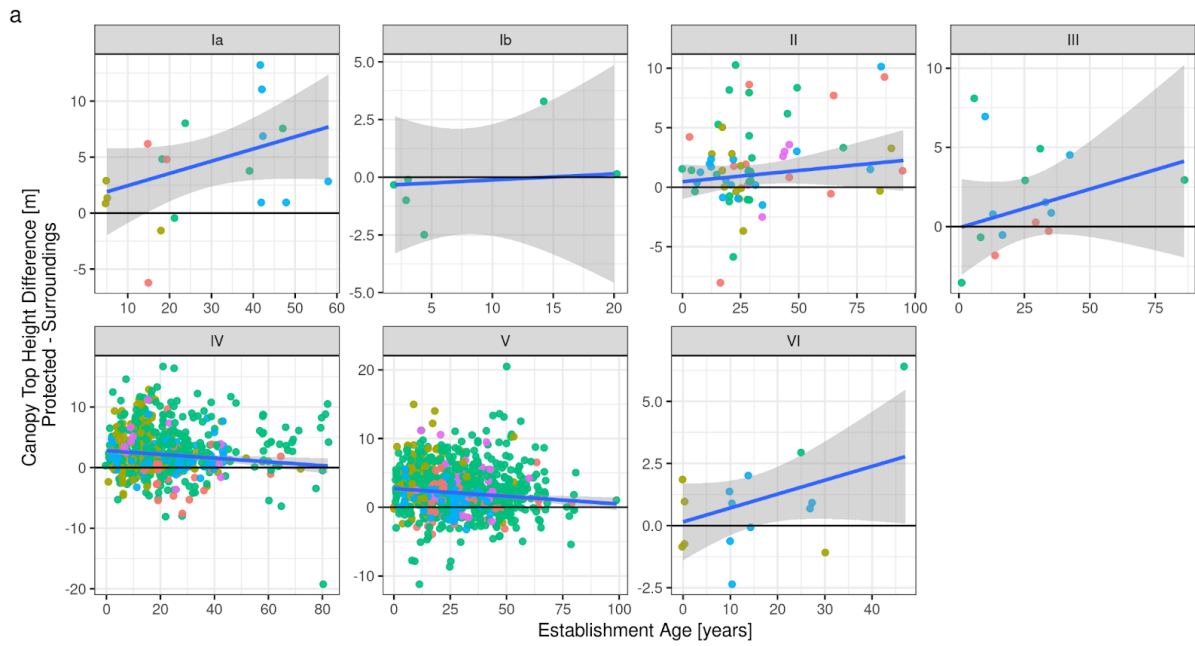 a
Ia
Ib
II
III
10
5
0
-5
10 20 30 40 50 60
5.0
2.5
0.0
-2.5
-5.0
5 10 15 20
10
5
0
-5
0 25 50 75
10
5
0
0 25 50 75
Canopy Top Height Difference [m]
Protected - Surroundings
IV
V
VI
10
0
-10
-20
0 20 40 60 80
20
10
0
-10
0 25 50 75 100
5.0
2.5
0.0
-2.5
0 10 20 30 40
Establishment Age [years]